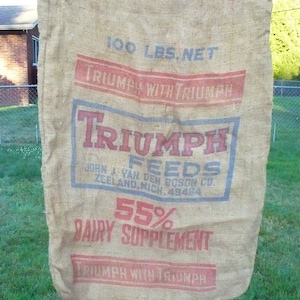 100 LBS. NET
TRIUMPH WITH TRIUMPH
TRIUMPH
FEEDS
JOHN A. VAN DEN BOSCH CO.
ZEELAND, MICH. 49464
55%
DAIRY SUPPLEMENT
TRIUMPH WITH TRIUMPH